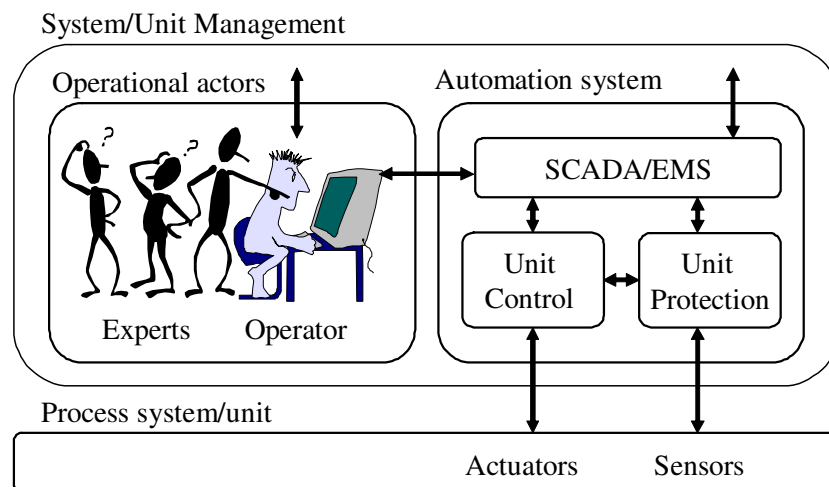 System/Unit Management
Operational actors
Automation system
?
?
SCADA/EMS
Unit
Control
Unit
Protection
Experts
Operator
Process system/unit
Actuators
Sensors